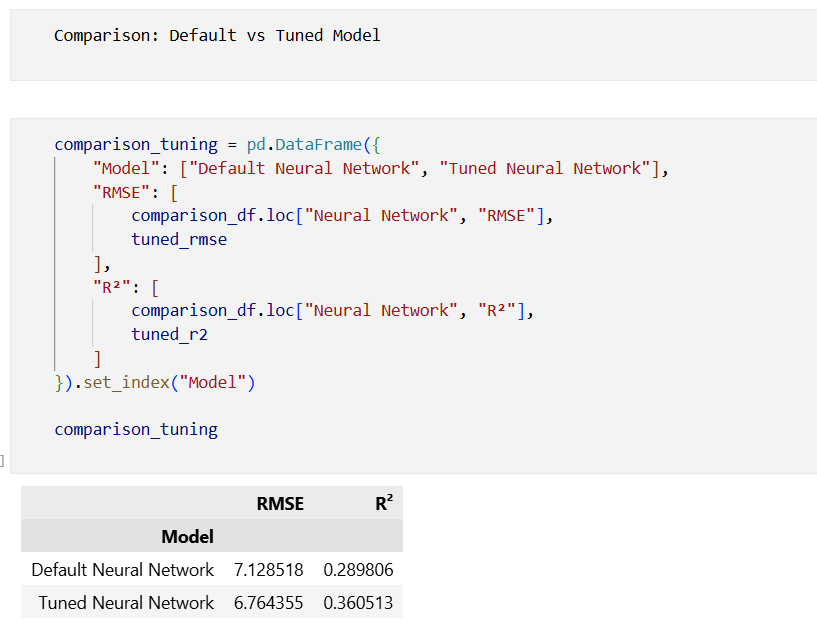 Comparison: Default vs Tuned Model
comparison_tuning = pd.DataFrame({
    "Model": ["Default Neural Network", "Tuned Neural Network"],
    "RMSE": [
        comparison_df.loc["Neural Network", "RMSE"],
        tuned_rmse
    ],
    "R²": [
        comparison_df.loc["Neural Network", "R²"],
        tuned_r2
    ]
}).set_index("Model")
comparison_tuning
]
RMSE R²
Model
Default Neural Network 7.128518 0.289806
Tuned Neural Network 6.764355 0.360513